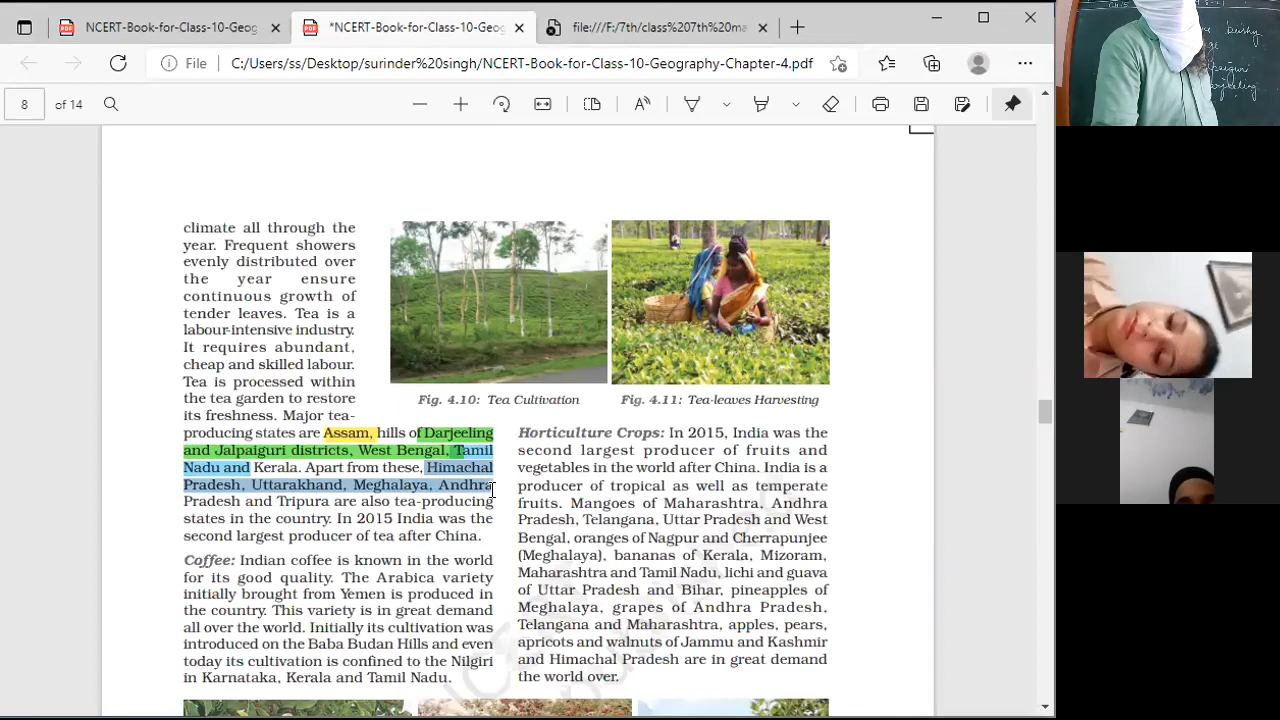 NCERT-Book-for-Class-10-Geog
*NCERT-Book-for-Class-10-Geog
file:///F:/7th/class%207th%20ma
File
C:/Users/ss/Desktop/surinder%20singh/NCERT-Book-for-Class-10-Geography-Chapter-4.pdf
8 of 14
climate all through the
year. Frequent showers
evenly distributed over
the year ensure
continuous growth of
tender leaves. Tea is a
labour-intensive industry.
It requires abundant,
cheap and skilled labour.
Tea is processed within
the tea garden to restore
its freshness. Major tea-
producing states are Assam, hills of Darjeeling
and Jalpaiguri districts, West Bengal, Tamil
Nadu and Kerala. Apart from these, Himachal
Pradesh, Uttarakhand, Meghalaya, Andhra
Pradesh and Tripura are also tea-producing
states in the country. In 2015 India was the
second largest producer of tea after China.
Coffee: Indian coffee is known in the world
for its good quality. The Arabica variety
initially brought from Yemen is produced in
the country. This variety is in great demand
all over the world. Initially its cultivation was
introduced on the Baba Budan Hills and even
today its cultivation is confined to the Nilgiri
in Karnataka, Kerala and Tamil Nadu.
Fig. 4.10: Tea Cultivation
Fig. 4.11: Tea-leaves Harvesting
Horticulture Crops: In 2015, India was the
second largest producer of fruits and
vegetables in the world after China. India is a
producer of tropical as well as temperate
fruits. Mangoes of Maharashtra, Andhra
Pradesh, Telangana, Uttar Pradesh and West
Bengal, oranges of Nagpur and Cherrapunjee
(Meghalaya), bananas of Kerala, Mizoram,
Maharashtra and Tamil Nadu, lichi and guava
of Uttar Pradesh and Bihar, pineapples of
Meghalaya, grapes of Andhra Pradesh,
Telangana and Maharashtra, apples, pears,
apricots and walnuts of Jammu and Kashmir
and Himachal Pradesh are in great demand
the world over.
bushy